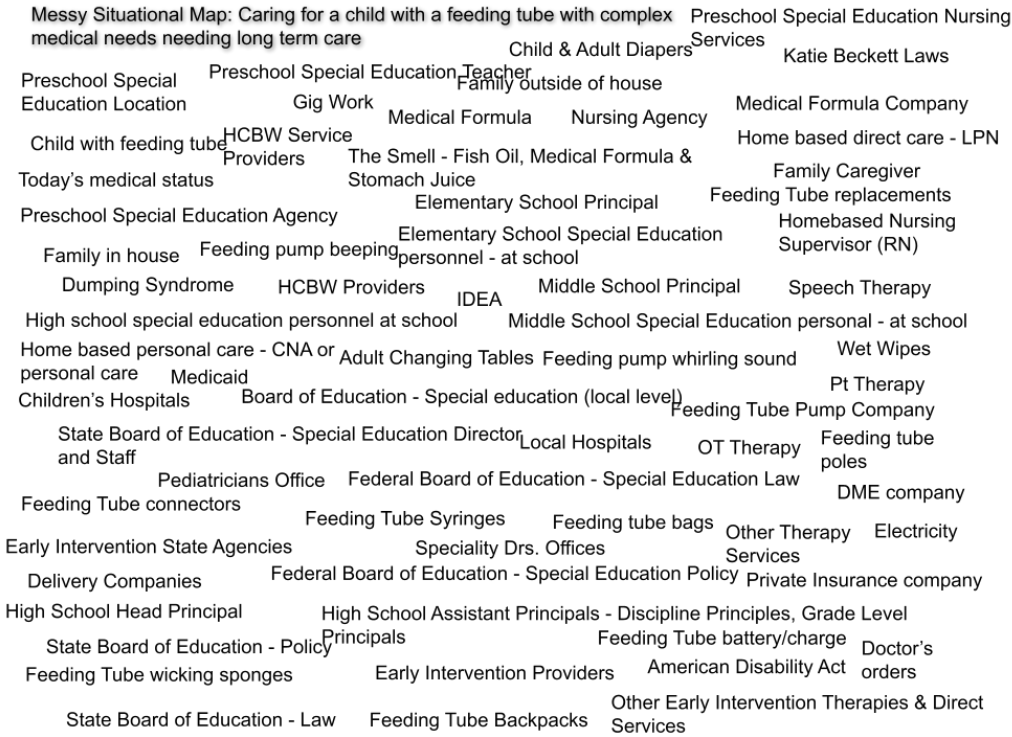 Messy Situational Map: Caring for a child with a feeding tube with complex
medical needs needing long term care
Preschool Special Education Nursing
Services
Child & Adult Diapers
Katie Beckett Laws
Preschool Special
Education Location
Preschool Special Education Teacher
Family outside of house
Gig Work
Medical Formula
Nursing Agency
Medical Formula Company
Child with feeding tube
HCBW Service
Providers
Home based direct care - LPN
The Smell - Fish Oil, Medical Formula &
Stomach Juice
Today's medical status
Family Caregiver
Feeding Tube replacements
Preschool Special Education Agency
Elementary School Principal
Homebased Nursing
Supervisor (RN)
Family in house
Feeding pump beeping
Elementary School Special Education
personnel - at school
Dumping Syndrome
HCBW Providers
IDEA
Middle School Principal
Speech Therapy
High school special education personnel at school
Middle School Special Education personal - at school
Home based personal care - CNA or
personal care
Medicaid
Adult Changing Tables
Feeding pump whirling sound
Wet Wipes
Pt Therapy
Children's Hospitals
Board of Education - Special education (local level)
Feeding Tube Pump Company
State Board of Education - Special Education Director
and Staff
Local Hospitals
OT Therapy
Feeding tube
poles
Pediatricians Office
Federal Board of Education - Special Education Law
DME company
Feeding Tube connectors
Feeding Tube Syringes
Feeding tube bags
Other Therapy
Services
Electricity
Early Intervention State Agencies
Speciality Drs. Offices
Delivery Companies
Federal Board of Education - Special Education Policy
Private Insurance company
High School Head Principal
High School Assistant Principals - Discipline Principles, Grade Level
Principals
State Board of Education - Policy
Feeding Tube battery/charge
Doctor's
orders
Feeding Tube wicking sponges
Early Intervention Providers
American Disability Act
State Board of Education - Law
Feeding Tube Backpacks
Other Early Intervention Therapies & Direct
Services